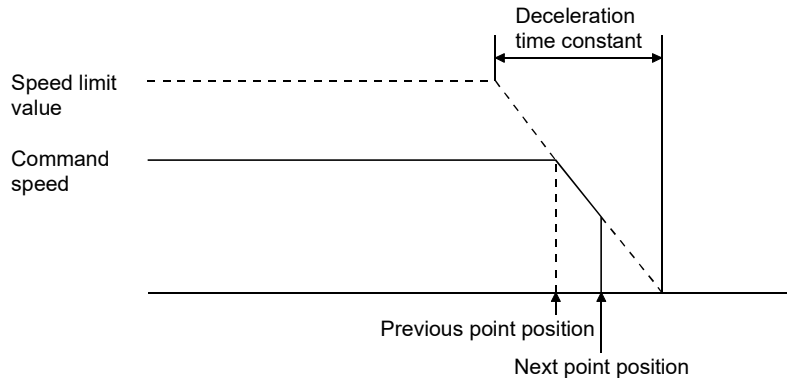 Deceleration
time constant
Speed limit
value
Command
speed
Previous point position
Next point position